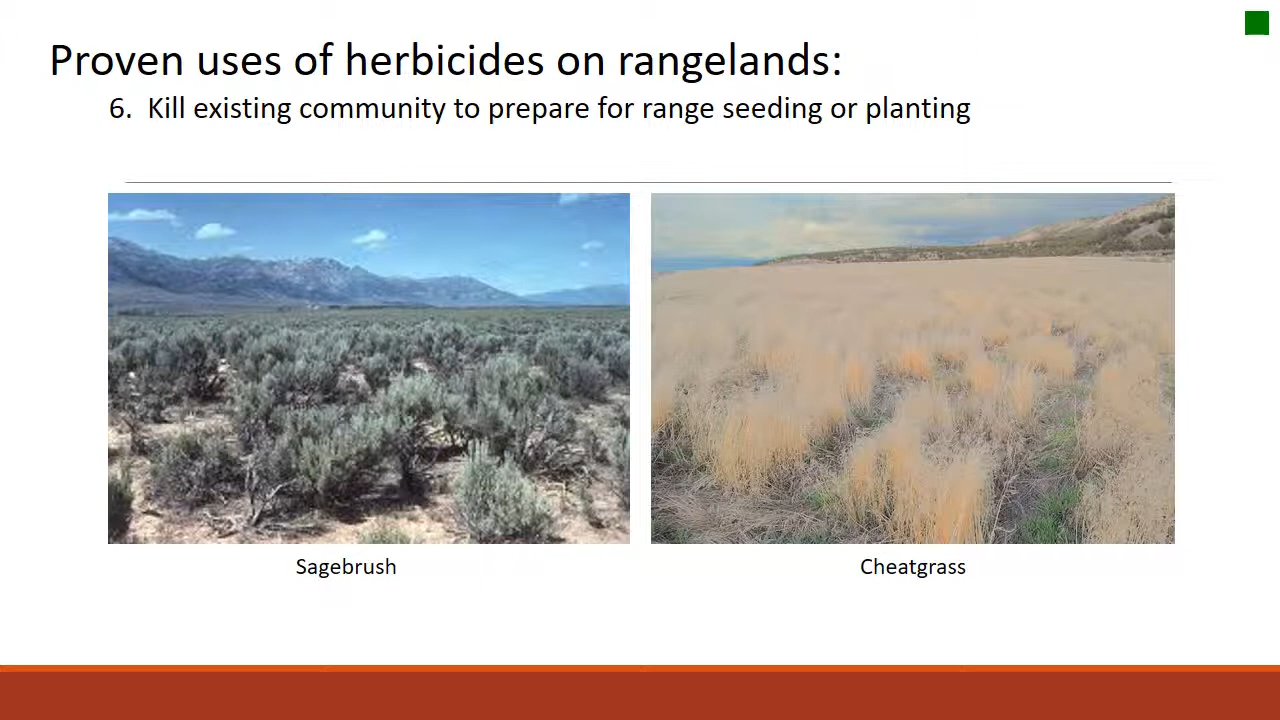 Proven uses of herbicides on rangelands:
6. Kill existing community to prepare for range seeding or planting
Sagebrush
Cheatgrass